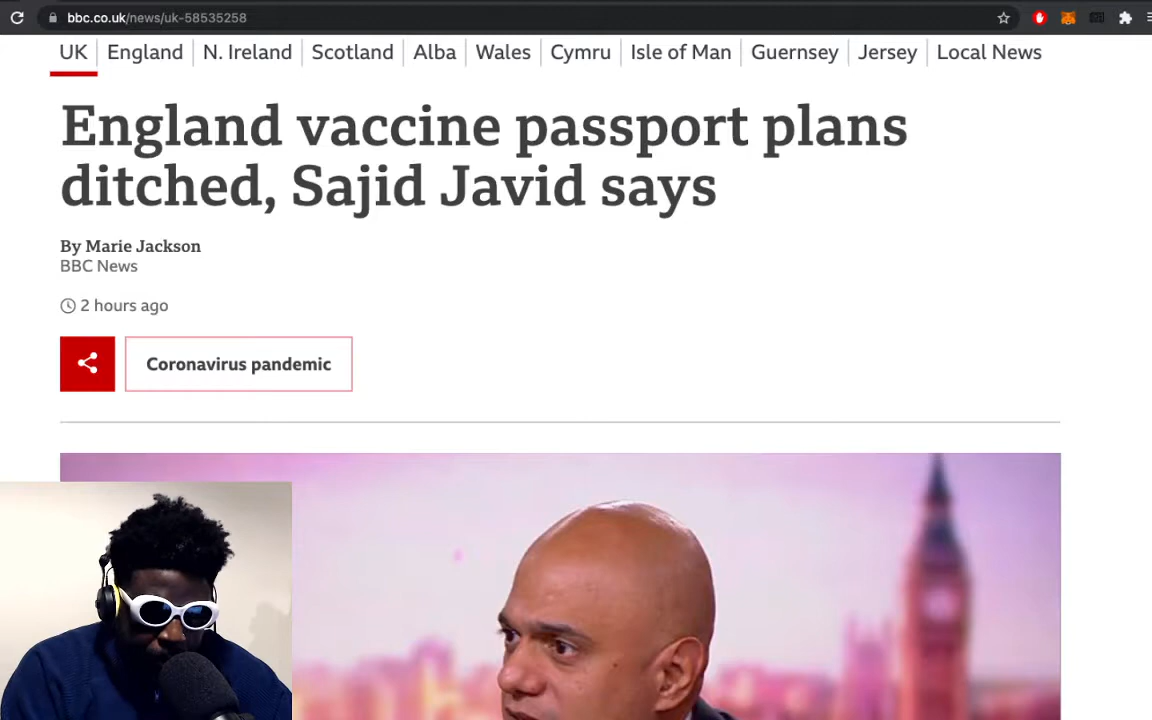 bbc.co.uk/news/uk-58535258
UK England N. Ireland Scotland Alba Wales Cymru Isle of Man Guernsey Jersey Local News
England vaccine passport plans
ditched, Sajid Javid says
By Marie Jackson
BBC News
2 hours ago
Coronavirus pandemic